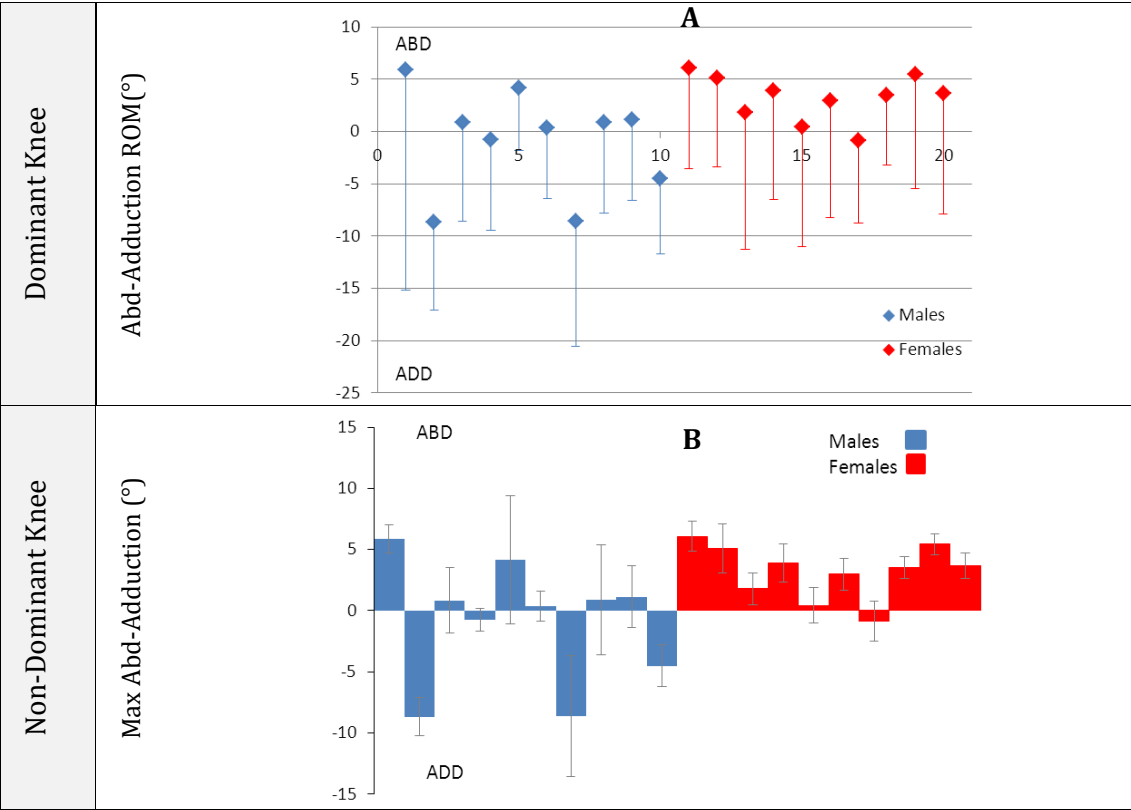 Dominant Knee
Abd-Adduction ROM(°)
A
10
ABD
5
0
0
5
10
15
20
-5
-10
-15
Males
-20
Females
ADD
-25
Non-Dominant Knee
Max Abd-Adduction (°)
15
ABD
B
Males
Females
10
5
0
-5
-10
ADD
-15